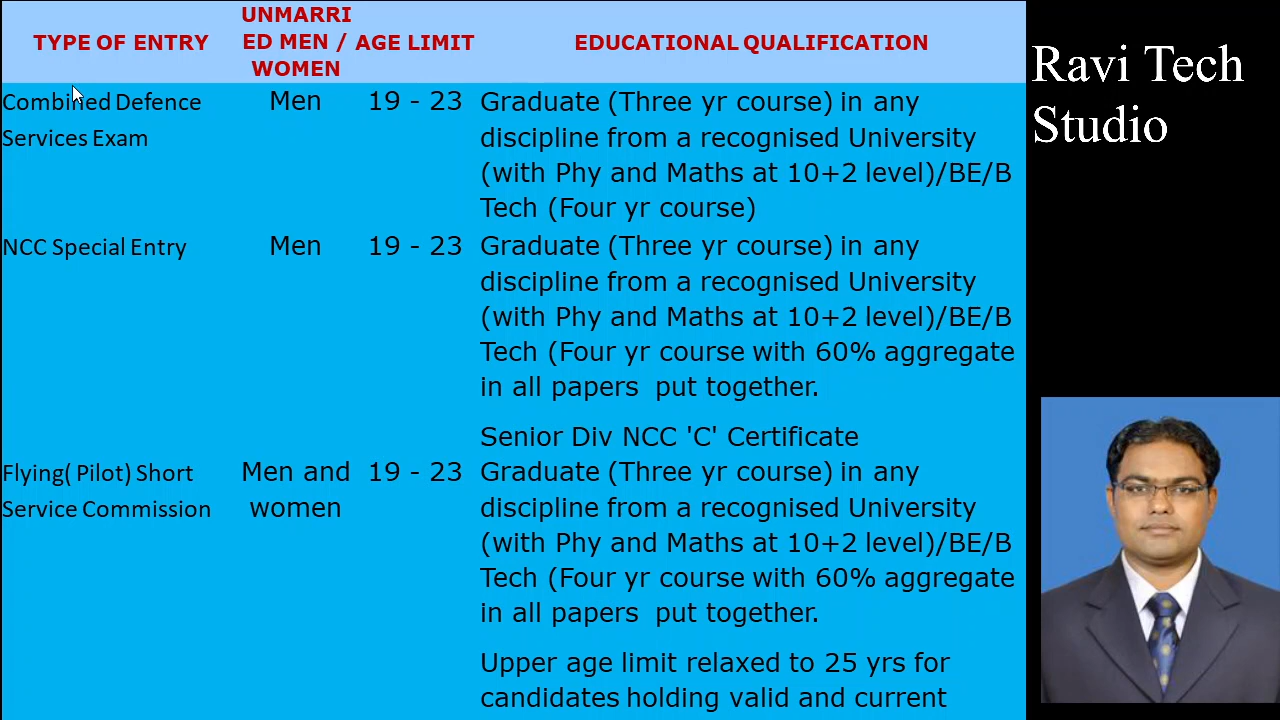 TYPE OF ENTRY
UNMARRI
ED MEN /
WOMEN
AGE LIMIT
EDUCATIONAL QUALIFICATION
Combined Defence
Services Exam
Men
19 - 23
Graduate (Three yr course) in any
discipline from a recognised University
(with Phy and Maths at 10+2 level)/BE/B
Tech (Four yr course)
NCC Special Entry
Men
19 - 23
Graduate (Three yr course) in any
discipline from a recognised University
(with Phy and Maths at 10+2 level)/BE/B
Tech (Four yr course with 60% aggregate
in all papers  put together.
Senior Div NCC 'C' Certificate
Flying( Pilot) Short
Service Commission
Men and
women
19 - 23
Graduate (Three yr course) in any
discipline from a recognised University
(with Phy and Maths at 10+2 level)/BE/B
Tech (Four yr course with 60% aggregate
in all papers  put together.
Upper age limit relaxed to 25 yrs for
candidates holding valid and current
Ravi Tech
Studio